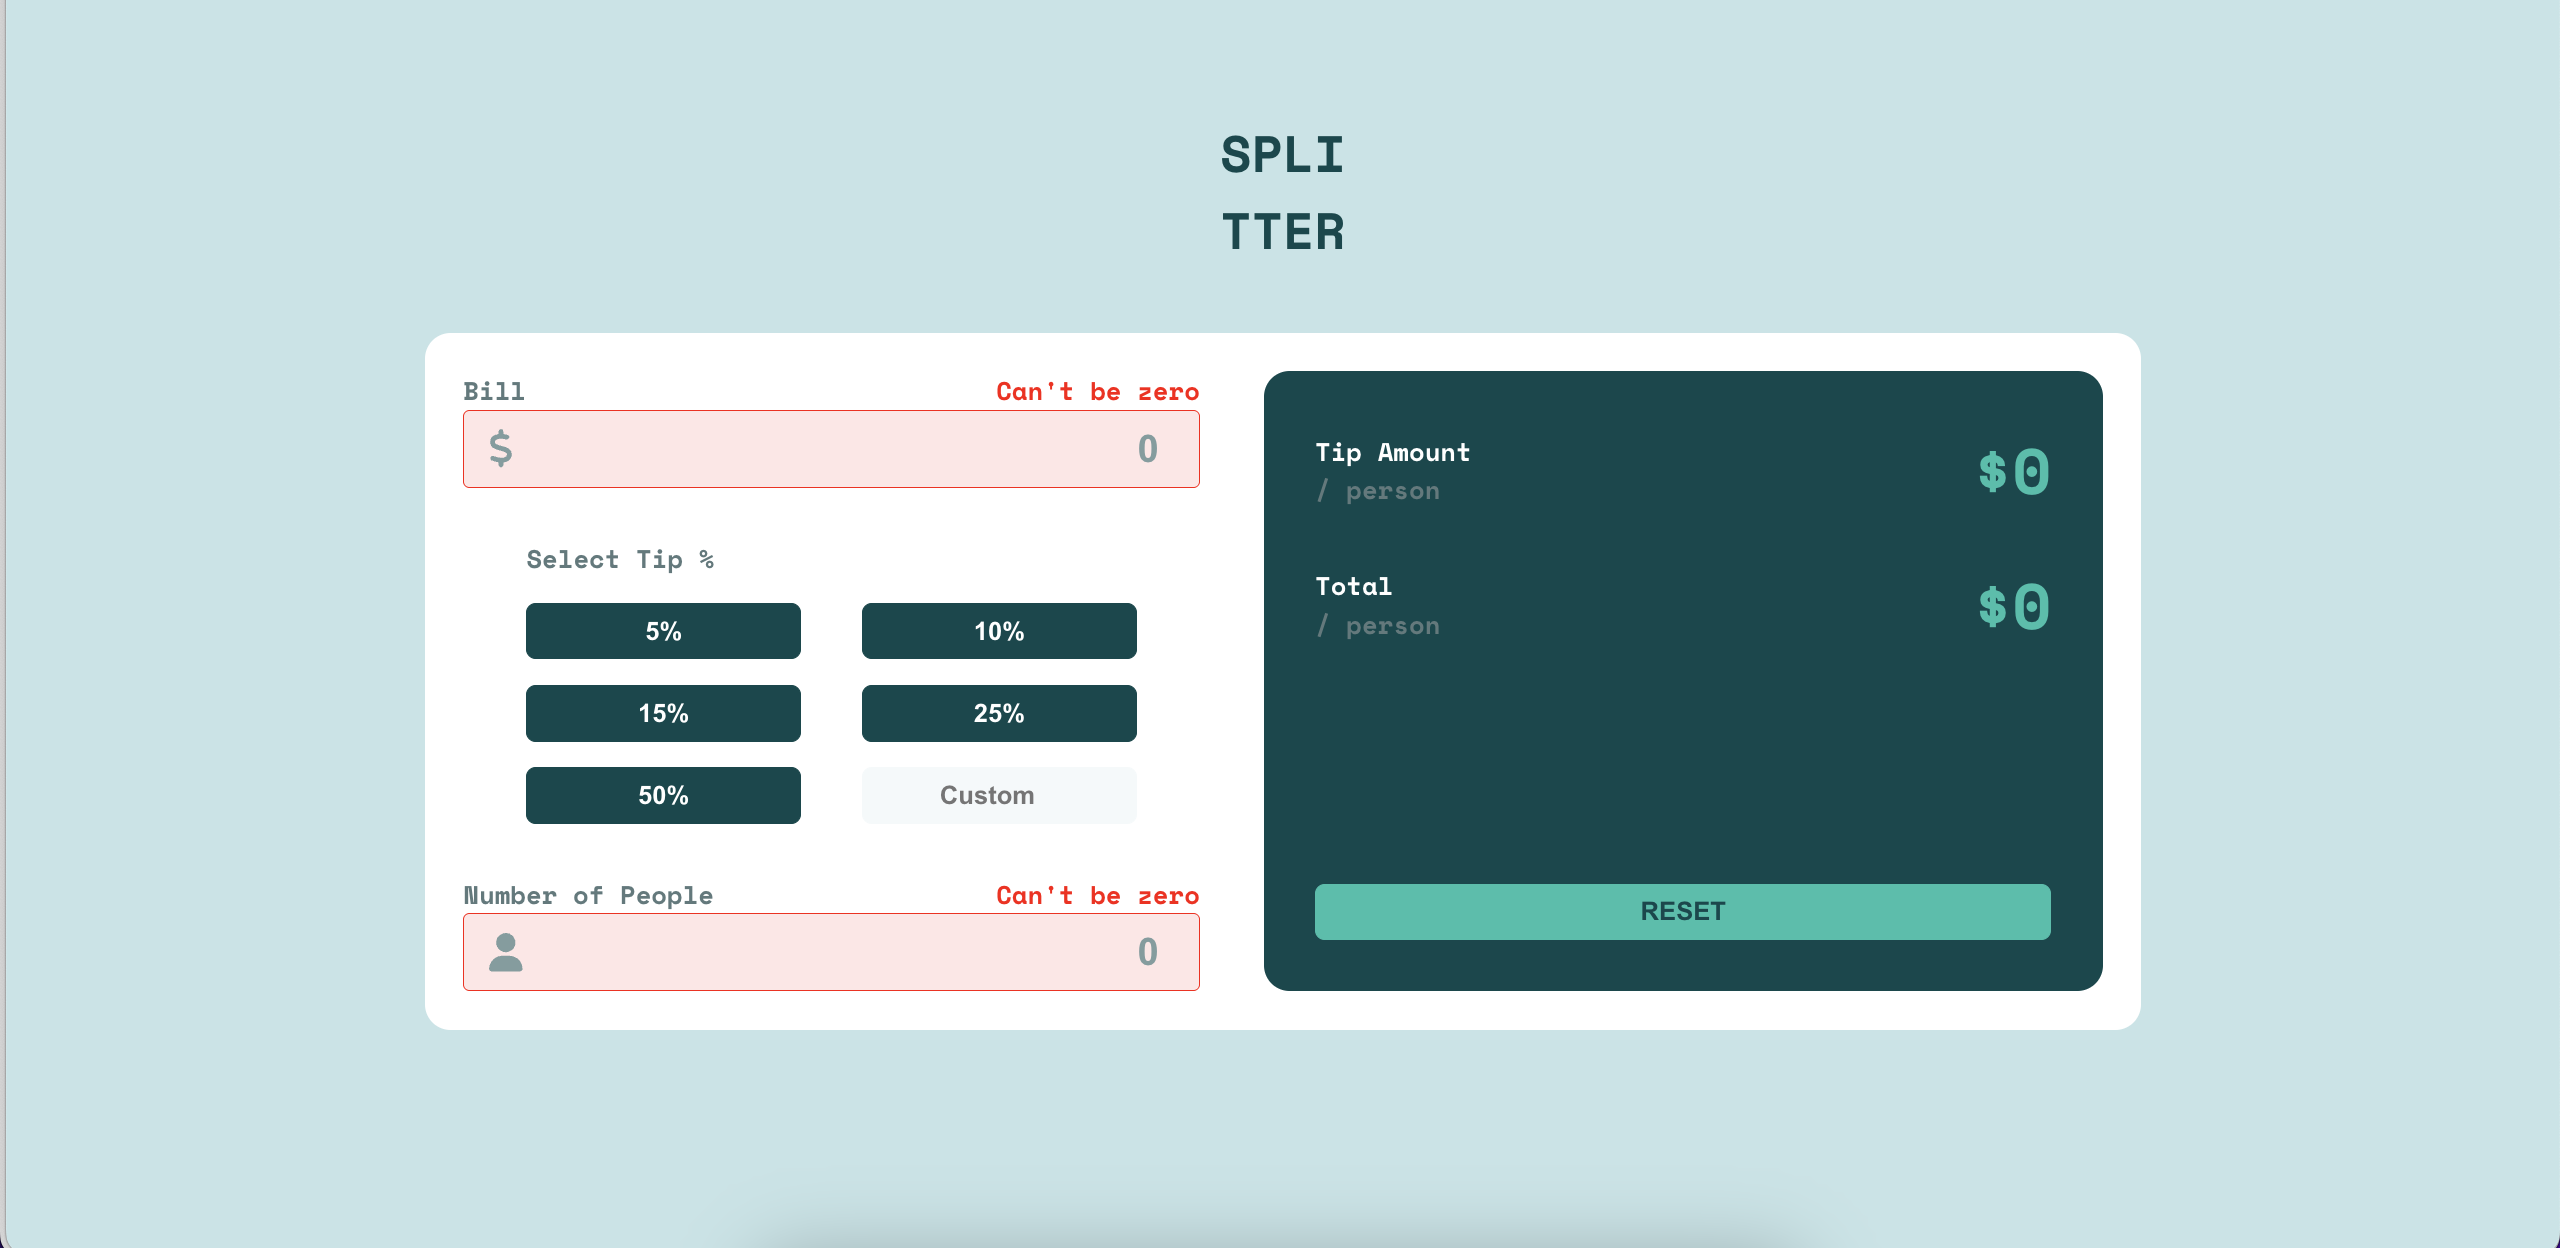 SPLI
TTER
Bill Can't be zero
$ 0
Select Tip %
5% 10%
15% 25%
50% Custom
Number of People Can't be zero
0
Tip Amount
/ person
$0
Total
/ person
$0
RESET